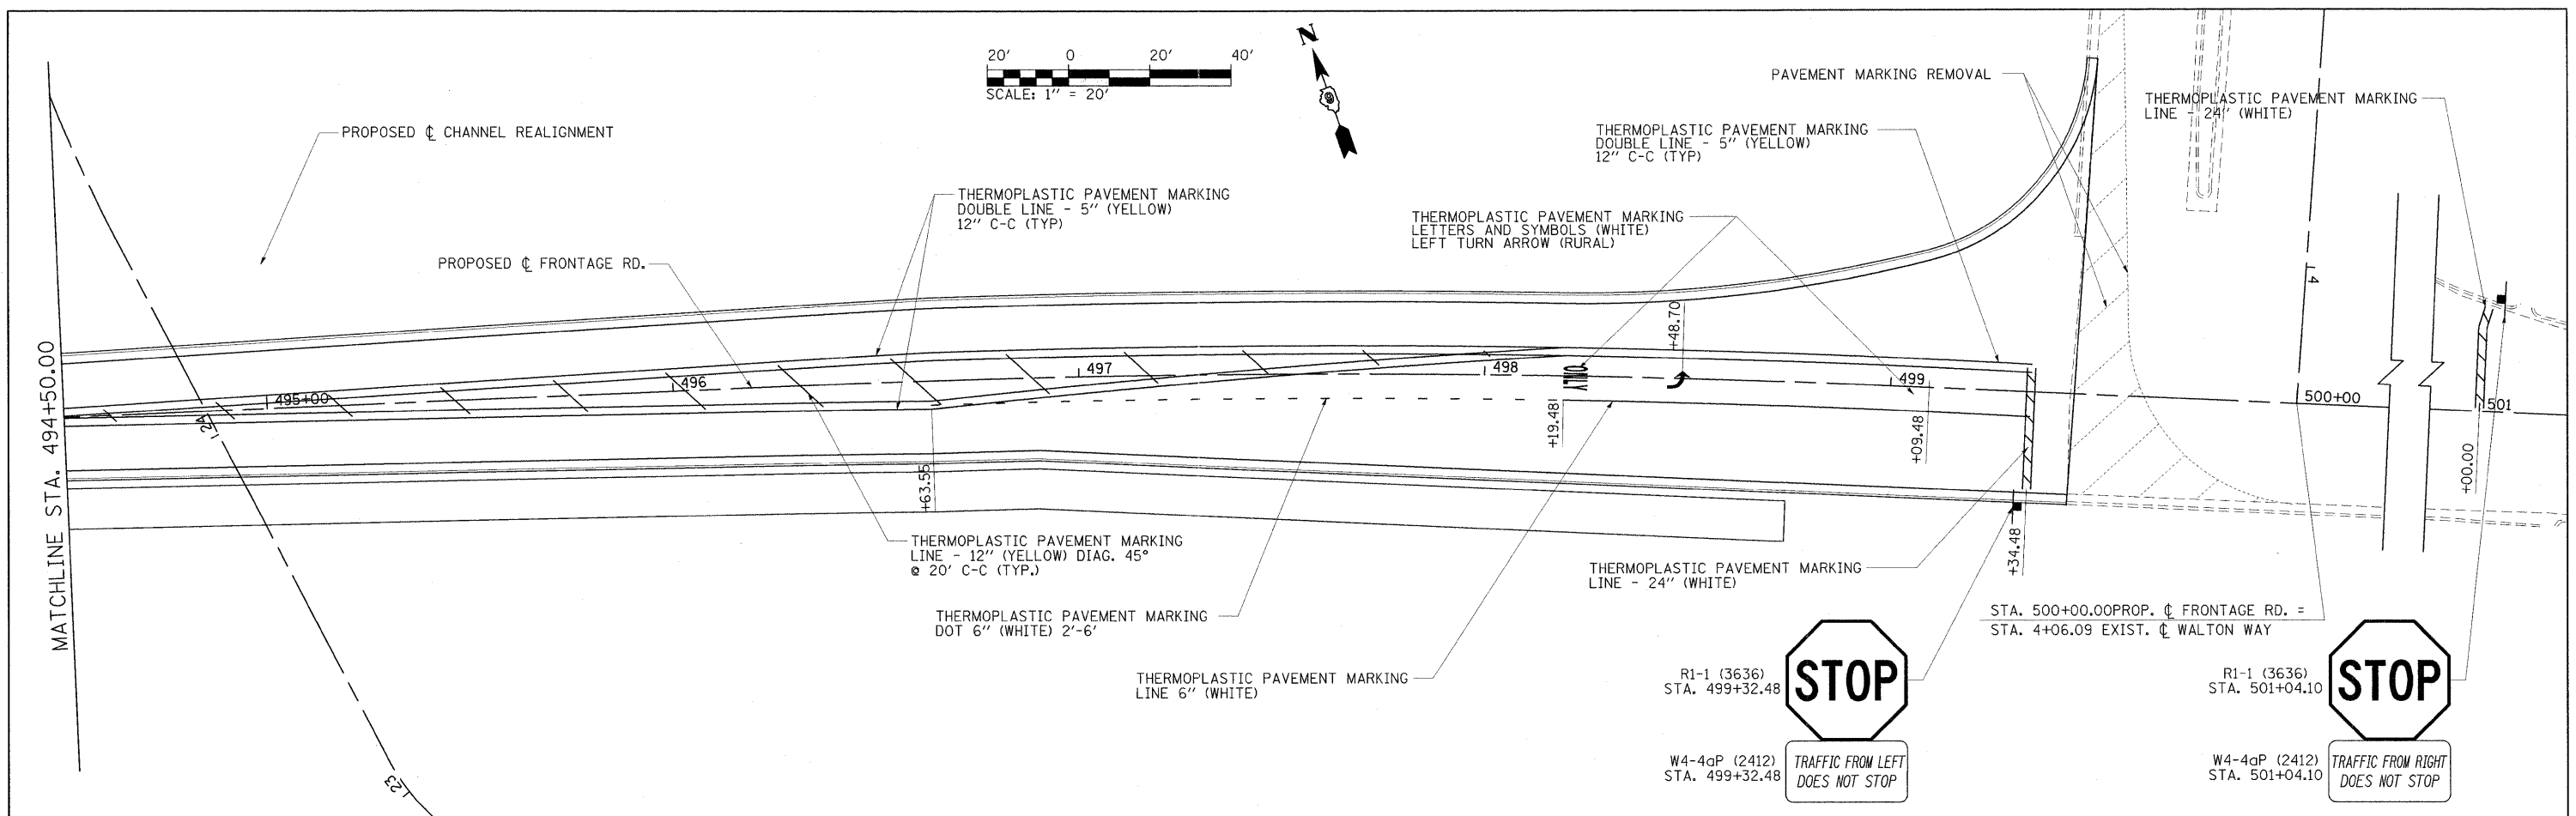 20' 0 20' 40'
SCALE: 1" = 20'
N
PROPOSED ℄ CHANNEL REALIGNMENT
PROPOSED ℄ FRONTAGE RD.
THERMOPLASTIC PAVEMENT MARKING
DOUBLE LINE - 5" (YELLOW)
12" C-C (TYP)
THERMOPLASTIC PAVEMENT MARKING
LETTERS AND SYMBOLS (WHITE)
LEFT TURN ARROW (RURAL)
THERMOPLASTIC PAVEMENT MARKING
DOUBLE LINE - 5" (YELLOW)
12" C-C (TYP)
PAVEMENT MARKING REMOVAL
THERMOPLASTIC PAVEMENT MARKING
LINE - 24" (WHITE)
MATCHLINE STA. 494+50.00
24
23
495+00
496
497
498
499
500+00
501
4
ONLY
+63.55
+19.48
+48.70
+09.48
+34.48
+00.00
THERMOPLASTIC PAVEMENT MARKING
LINE - 12" (YELLOW) DIAG. 45°
@ 20' C-C (TYP.)
THERMOPLASTIC PAVEMENT MARKING
DOT 6" (WHITE) 2'-6'
THERMOPLASTIC PAVEMENT MARKING
LINE 6" (WHITE)
THERMOPLASTIC PAVEMENT MARKING
LINE - 24" (WHITE)
STA. 500+00.00PROP. ℄ FRONTAGE RD. =
STA. 4+06.09 EXIST. ℄ WALTON WAY
R1-1 (3636)
STA. 499+32.48
STOP
W4-4aP (2412)
STA. 499+32.48
TRAFFIC FROM LEFT
DOES NOT STOP
R1-1 (3636)
STA. 501+04.10
STOP
W4-4aP (2412)
STA. 501+04.10
TRAFFIC FROM RIGHT
DOES NOT STOP